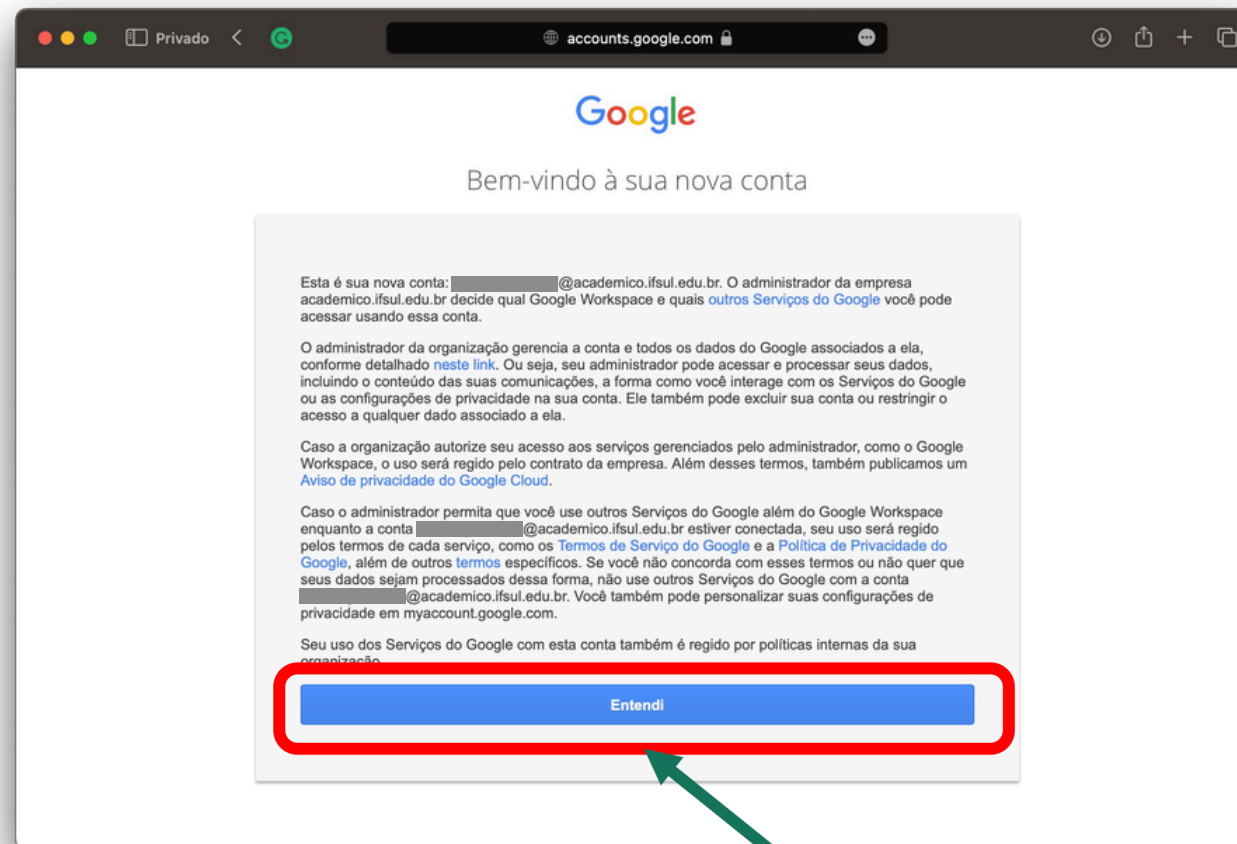 Privado
accounts.google.com
Google
Bem-vindo à sua nova conta
Esta é sua nova conta: @academico.ifsul.edu.br. O administrador da empresa
academico.ifsul.edu.br decide qual Google Workspace e quais outros Serviços do Google você pode
acessar usando essa conta.
O administrador da organização gerencia a conta e todos os dados do Google associados a ela,
conforme detalhado neste link. Ou seja, seu administrador pode acessar e processar seus dados,
incluindo o conteúdo das suas comunicações, a forma como você interage com os Serviços do Google
ou as configurações de privacidade na sua conta. Ele também pode excluir sua conta ou restringir o
acesso a qualquer dado associado a ela.
Caso a organização autorize seu acesso aos serviços gerenciados pelo administrador, como o Google
Workspace, o uso será regido pelo contrato da empresa. Além desses termos, também publicamos um
Aviso de privacidade do Google Cloud.
Caso o administrador permita que você use outros Serviços do Google além do Google Workspace
enquanto a conta @academico.ifsul.edu.br estiver conectada, seu uso será regido
pelos termos de cada serviço, como os Termos de Serviço do Google e a Política de Privacidade do
Google, além de outros termos específicos. Se você não concorda com esses termos ou não quer que
seus dados sejam processados dessa forma, não use outros Serviços do Google com a conta
@academico.ifsul.edu.br. Você também pode personalizar suas configurações de
privacidade em myaccount.google.com.
Seu uso dos Serviços do Google com esta conta também é regido por políticas internas da sua
organização.
Entendi